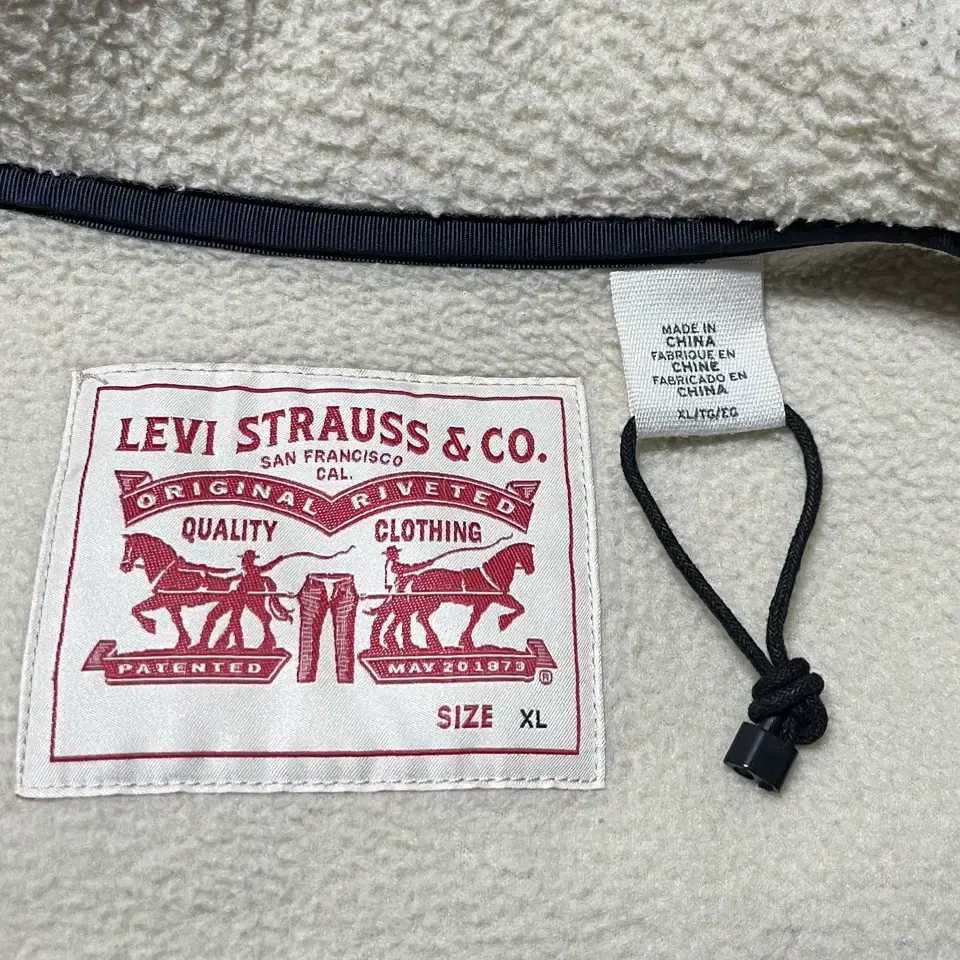 LEVI STRAUSS & CO.
SAN FRANCISCO
CAL.
ORIGINAL RIVETED
QUALITY CLOTHING
PATENTED MAY 20 1873
®
SIZE XL
MADE IN
CHINA
FABRIQUE EN
CHINE
FABRICADO EN
CHINA
XL/TG/EG